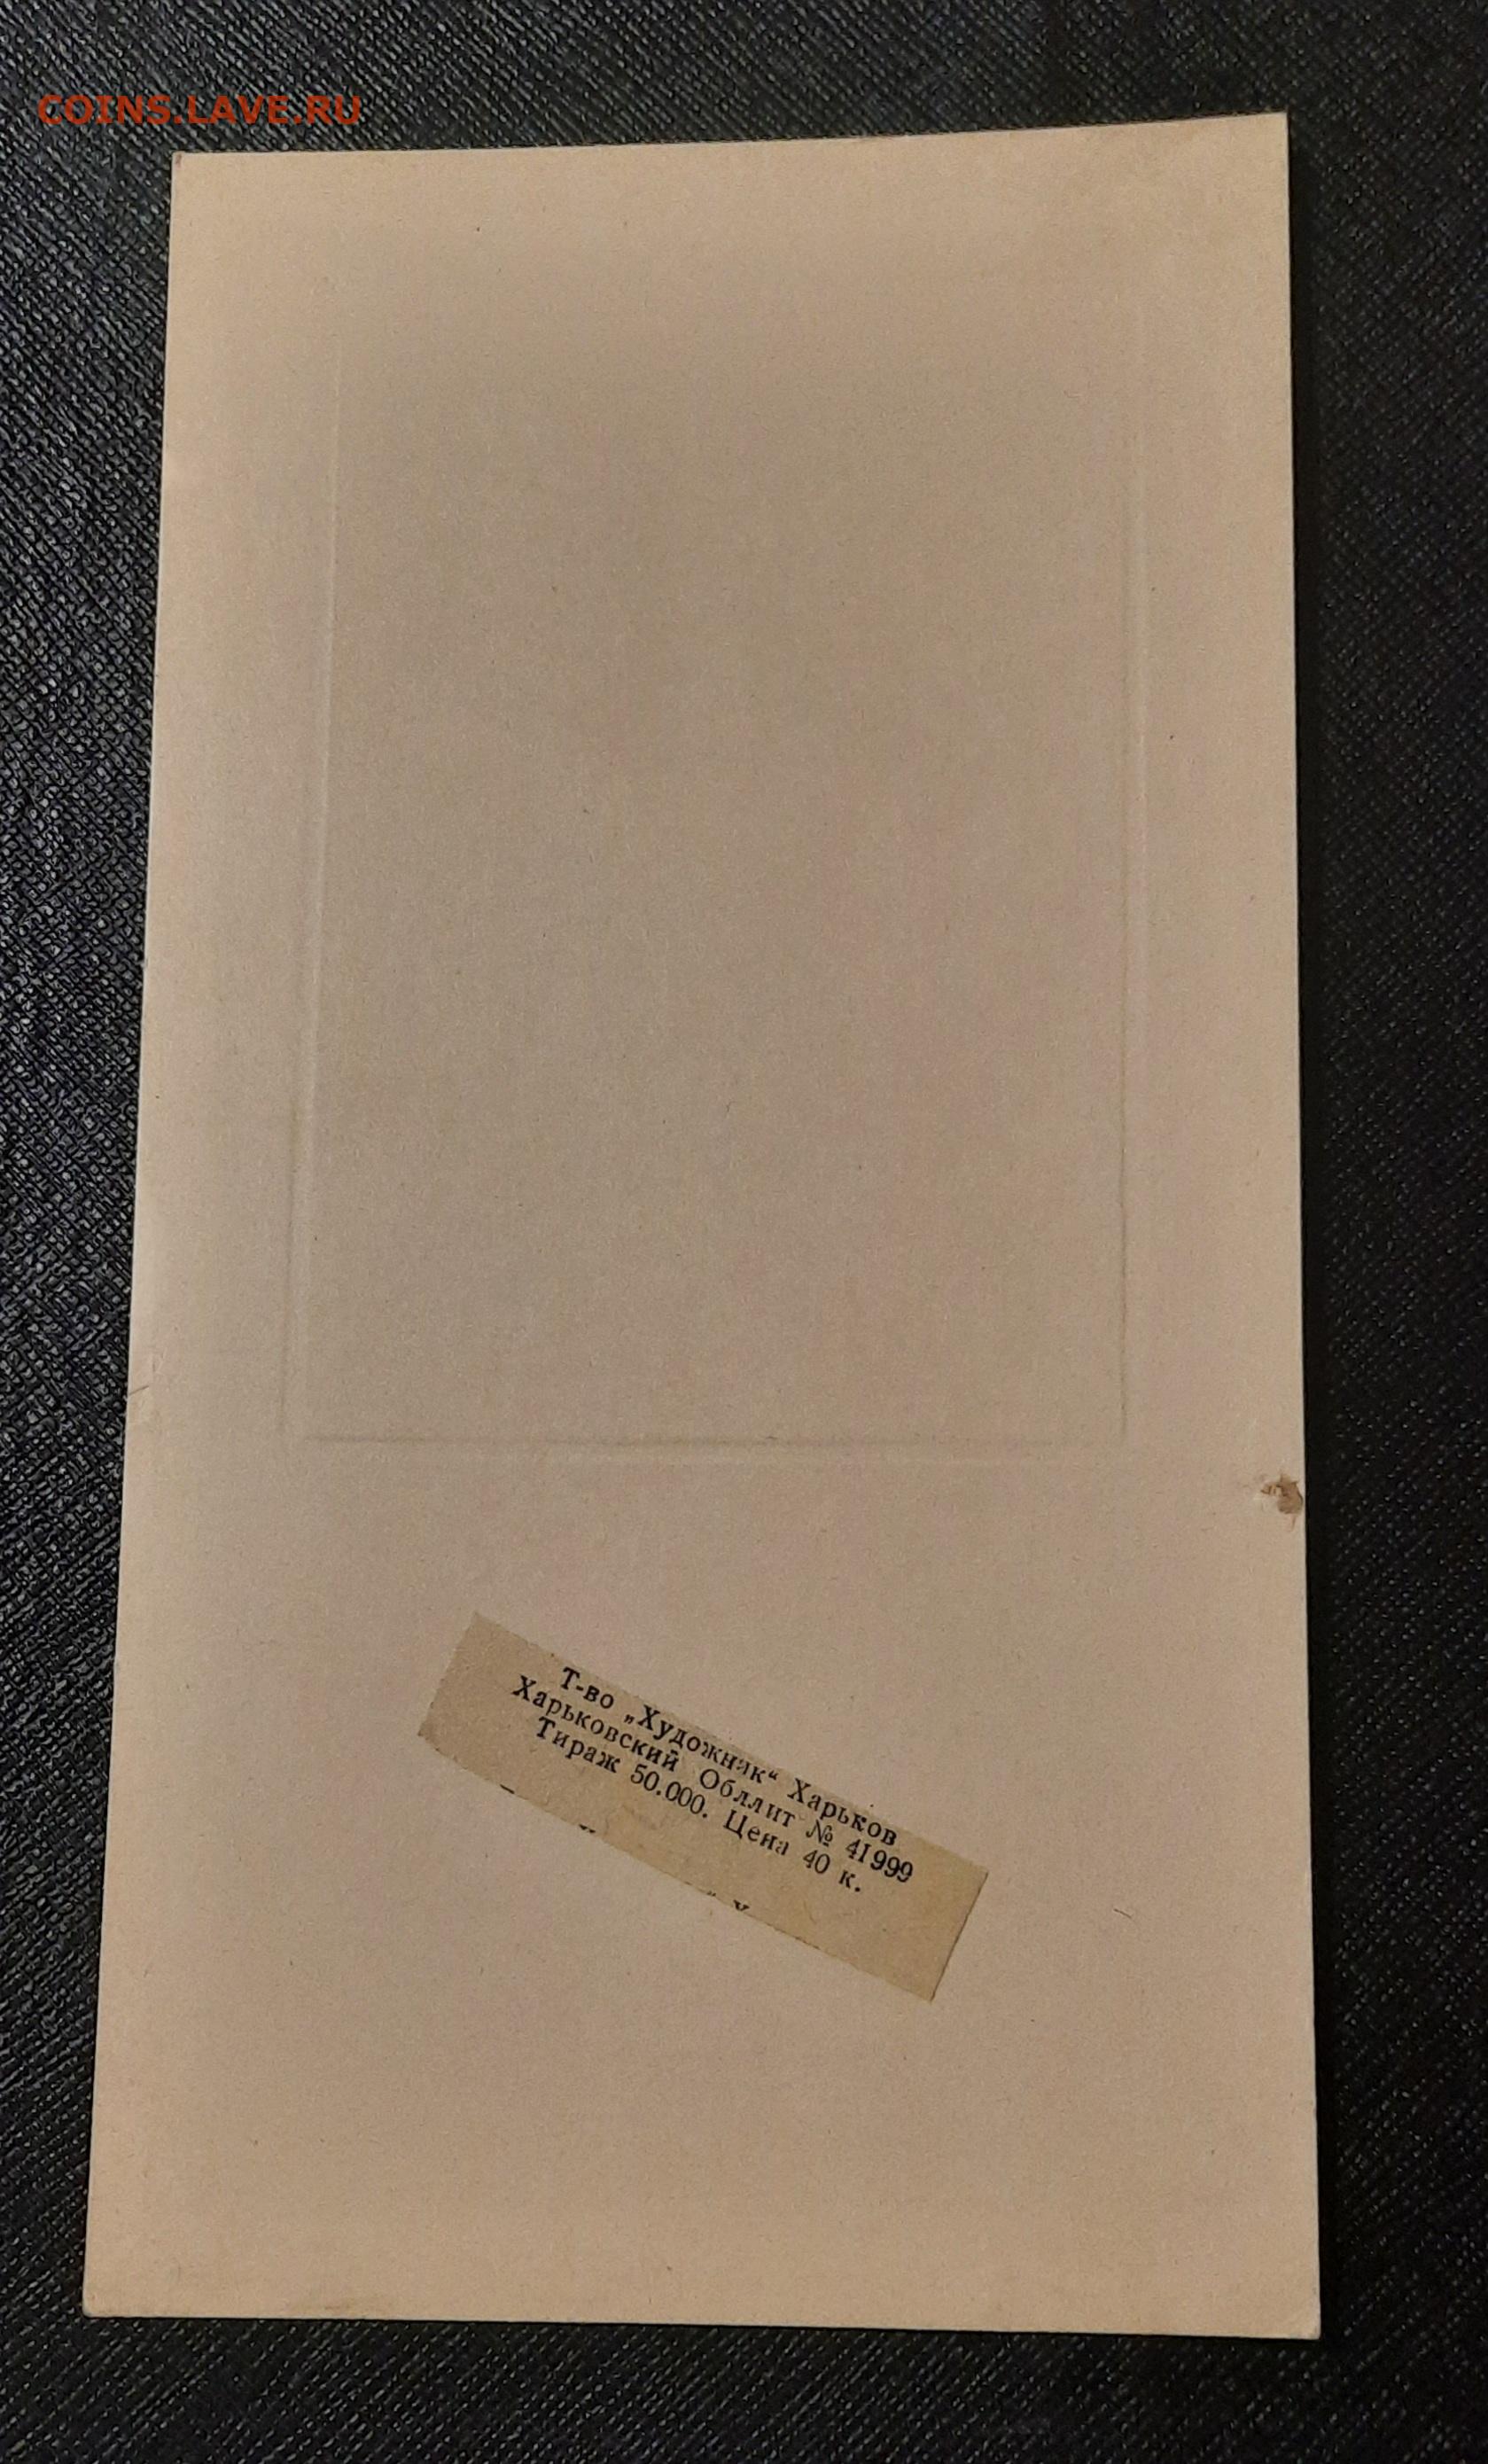 COINS.LAVE.RU
Т-во „Художник“ Харьков
Харьковский Обллит № 41999
Тираж 50.000. Цена 40 к.